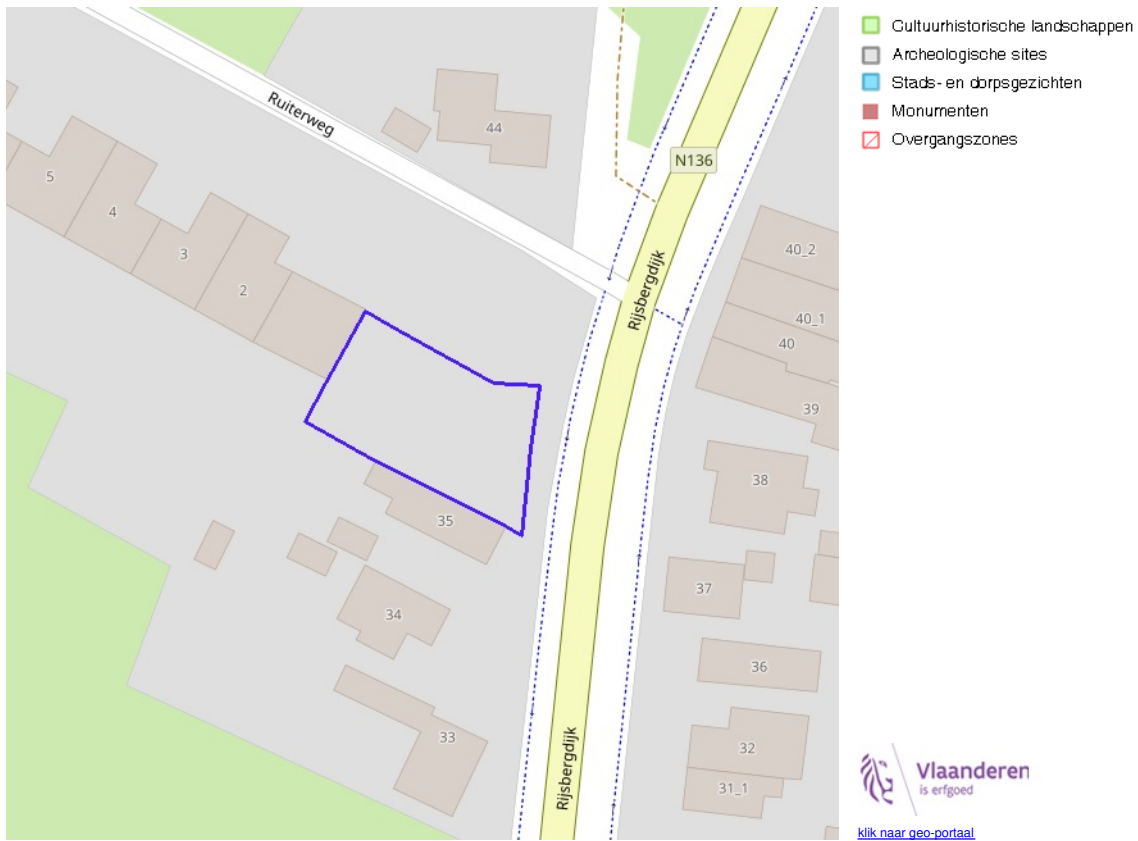 Ruiterweg
44
N136
5
4
3
2
Rijsbergdijk
40_2
40_1
40
39
38
35
37
34
36
33
32
31_1
Rijsbergdijk
Cultuurhistorische landschappen
Archeologische sites
Stads- en dorpsgezichten
Monumenten
Overgangszones
Vlaanderen
is erfgoed
klik naar geo-portaal